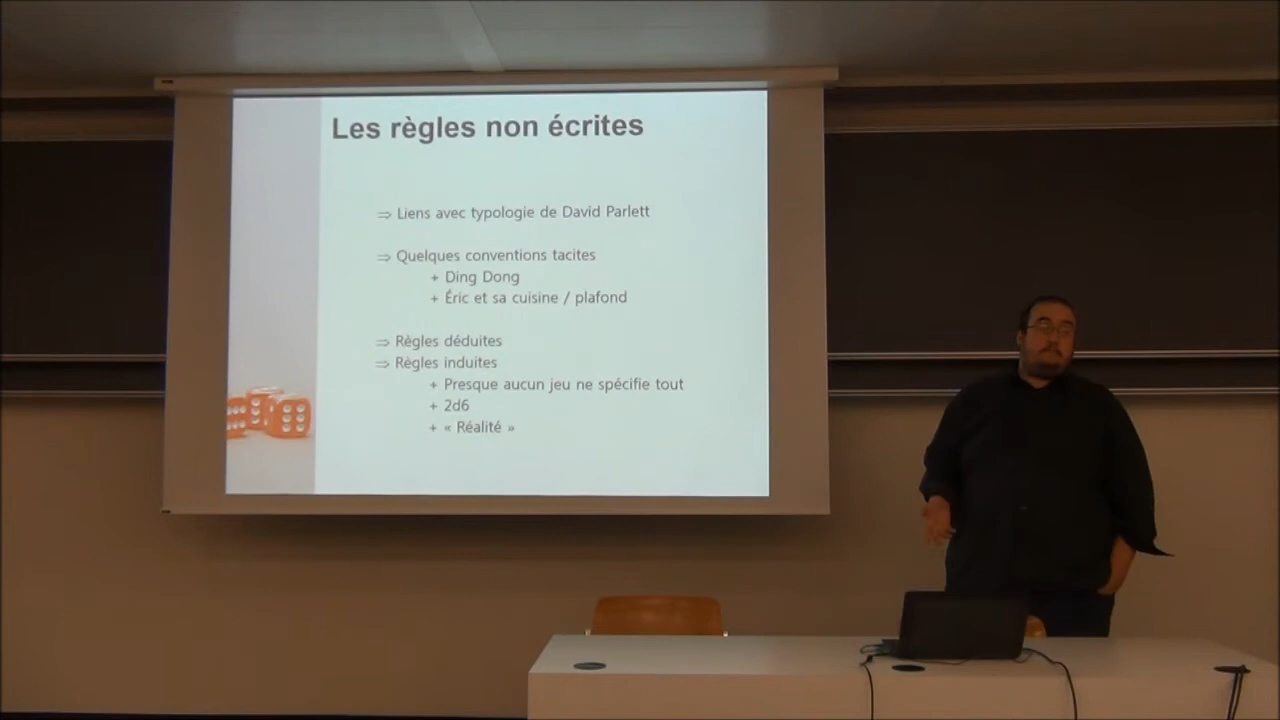 Les règles non écrites
⇒ Liens avec typologie de David Parlett
⇒ Quelques conventions tacites
+ Ding Dong
+ Éric et sa cuisine / plafond
⇒ Règles déduites
⇒ Règles induites
+ Presque aucun jeu ne spécifie tout
+ 2d6
+ « Réalité »